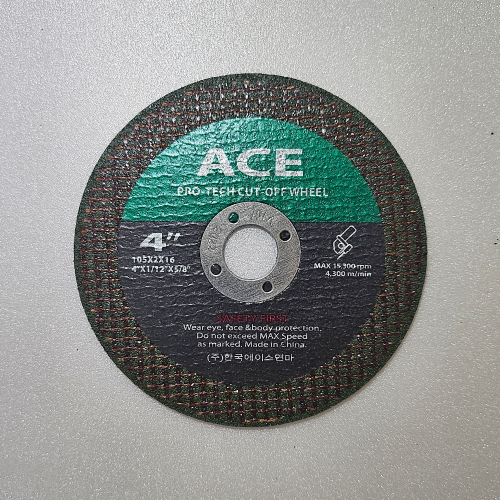 ACE
PRO-TECH CUT-OFF WHEEL
4"
105X2X16
4"X1/12"X5/8"
MAX 15,300 rpm
4,300 m/min
SAFETY FIRST
Wear eye, face &body protection.
Do not exceed MAX Speed
as marked. Made in China.
(주)한국에이스연마